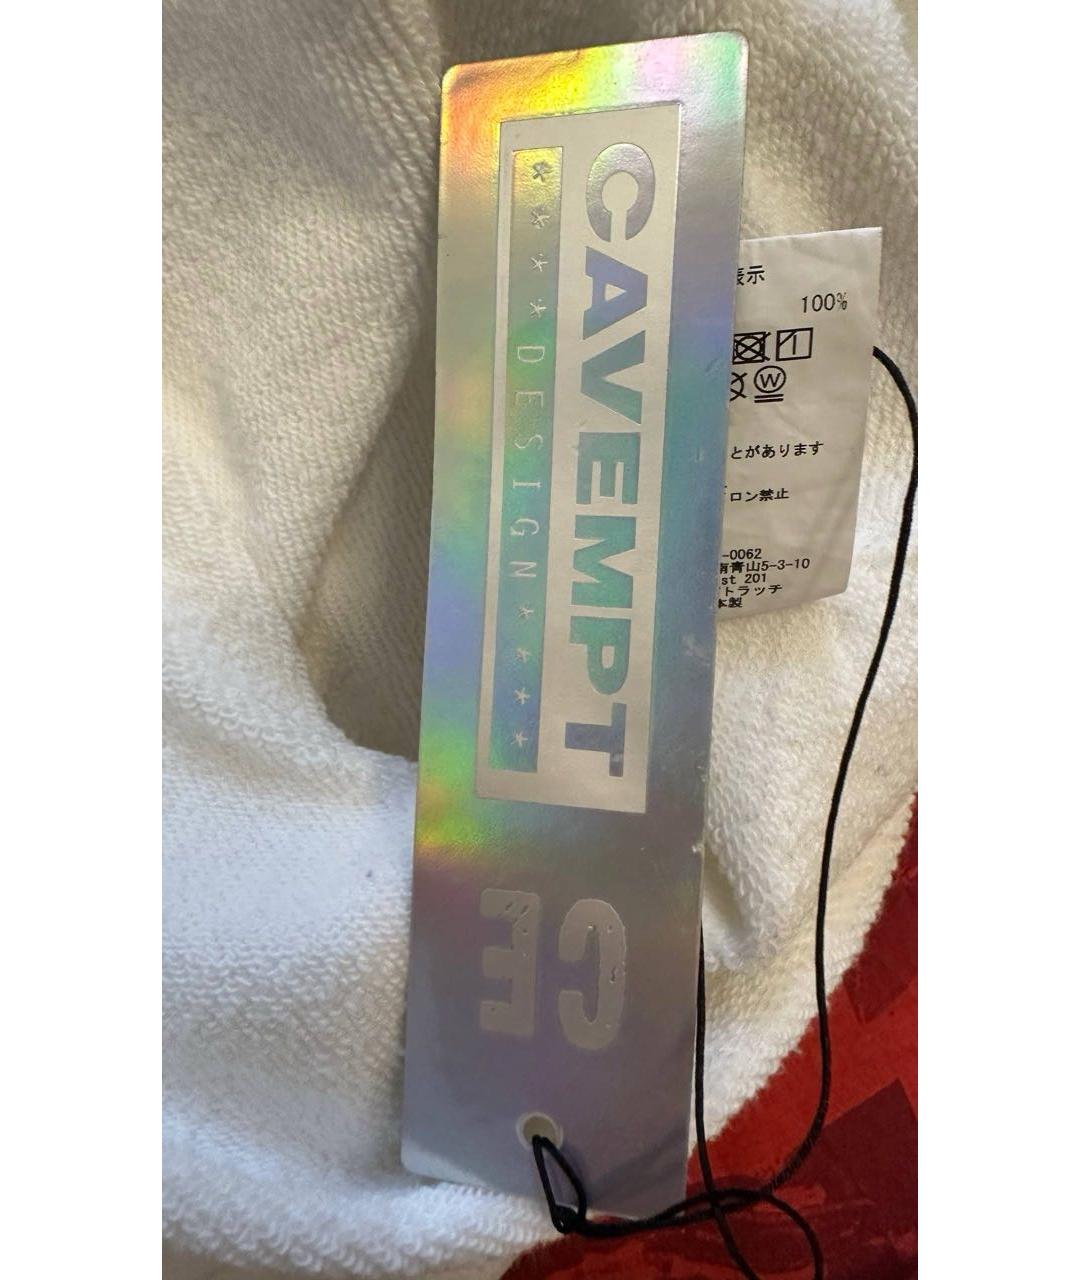 CAVEMPT
****DESIGN****
CE
表示
100%
W
とがあります
ロン禁止
-0062
南青山5-3-10
st 201
トラッチ
本製